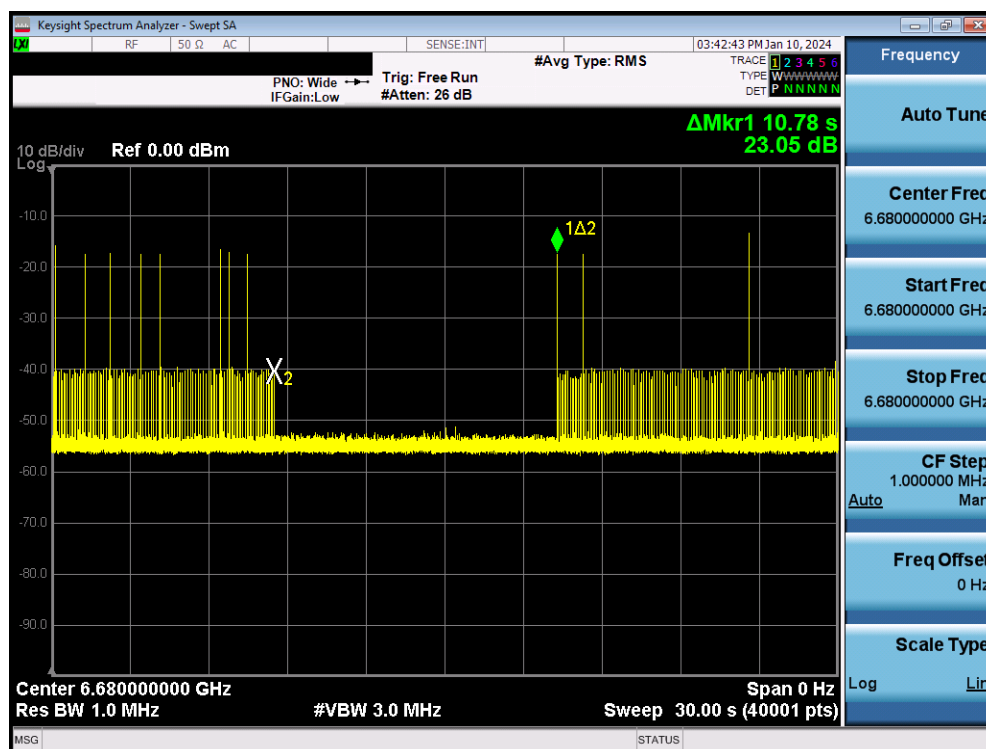 Keysight Spectrum Analyzer - Swept SA
LXI RF 50 Ω AC SENSE:INT 03:42:43 PM Jan 10, 2024
#Avg Type: RMS
TRACE 1 2 3 4 5 6
TYPE WWWWWW
DET P N N N N N
PNO: Wide
IFGain:Low
Trig: Free Run
#Atten: 26 dB
ΔMkr1 10.78 s
23.05 dB
10 dB/div
Log
Ref 0.00 dBm
-10.0
-20.0
-30.0
-40.0
-50.0
-60.0
-70.0
-80.0
-90.0
1Δ2
X2
Center 6.680000000 GHz
Span 0 Hz
Res BW 1.0 MHz
#VBW 3.0 MHz
Sweep 30.00 s (40001 pts)
MSG
STATUS
Frequency
Auto Tune
Center Freq
6.680000000 GHz
Start Freq
6.680000000 GHz
Stop Freq
6.680000000 GHz
CF Step
1.000000 MHz
Auto Man
Freq Offset
0 Hz
Scale Type
Log Lin